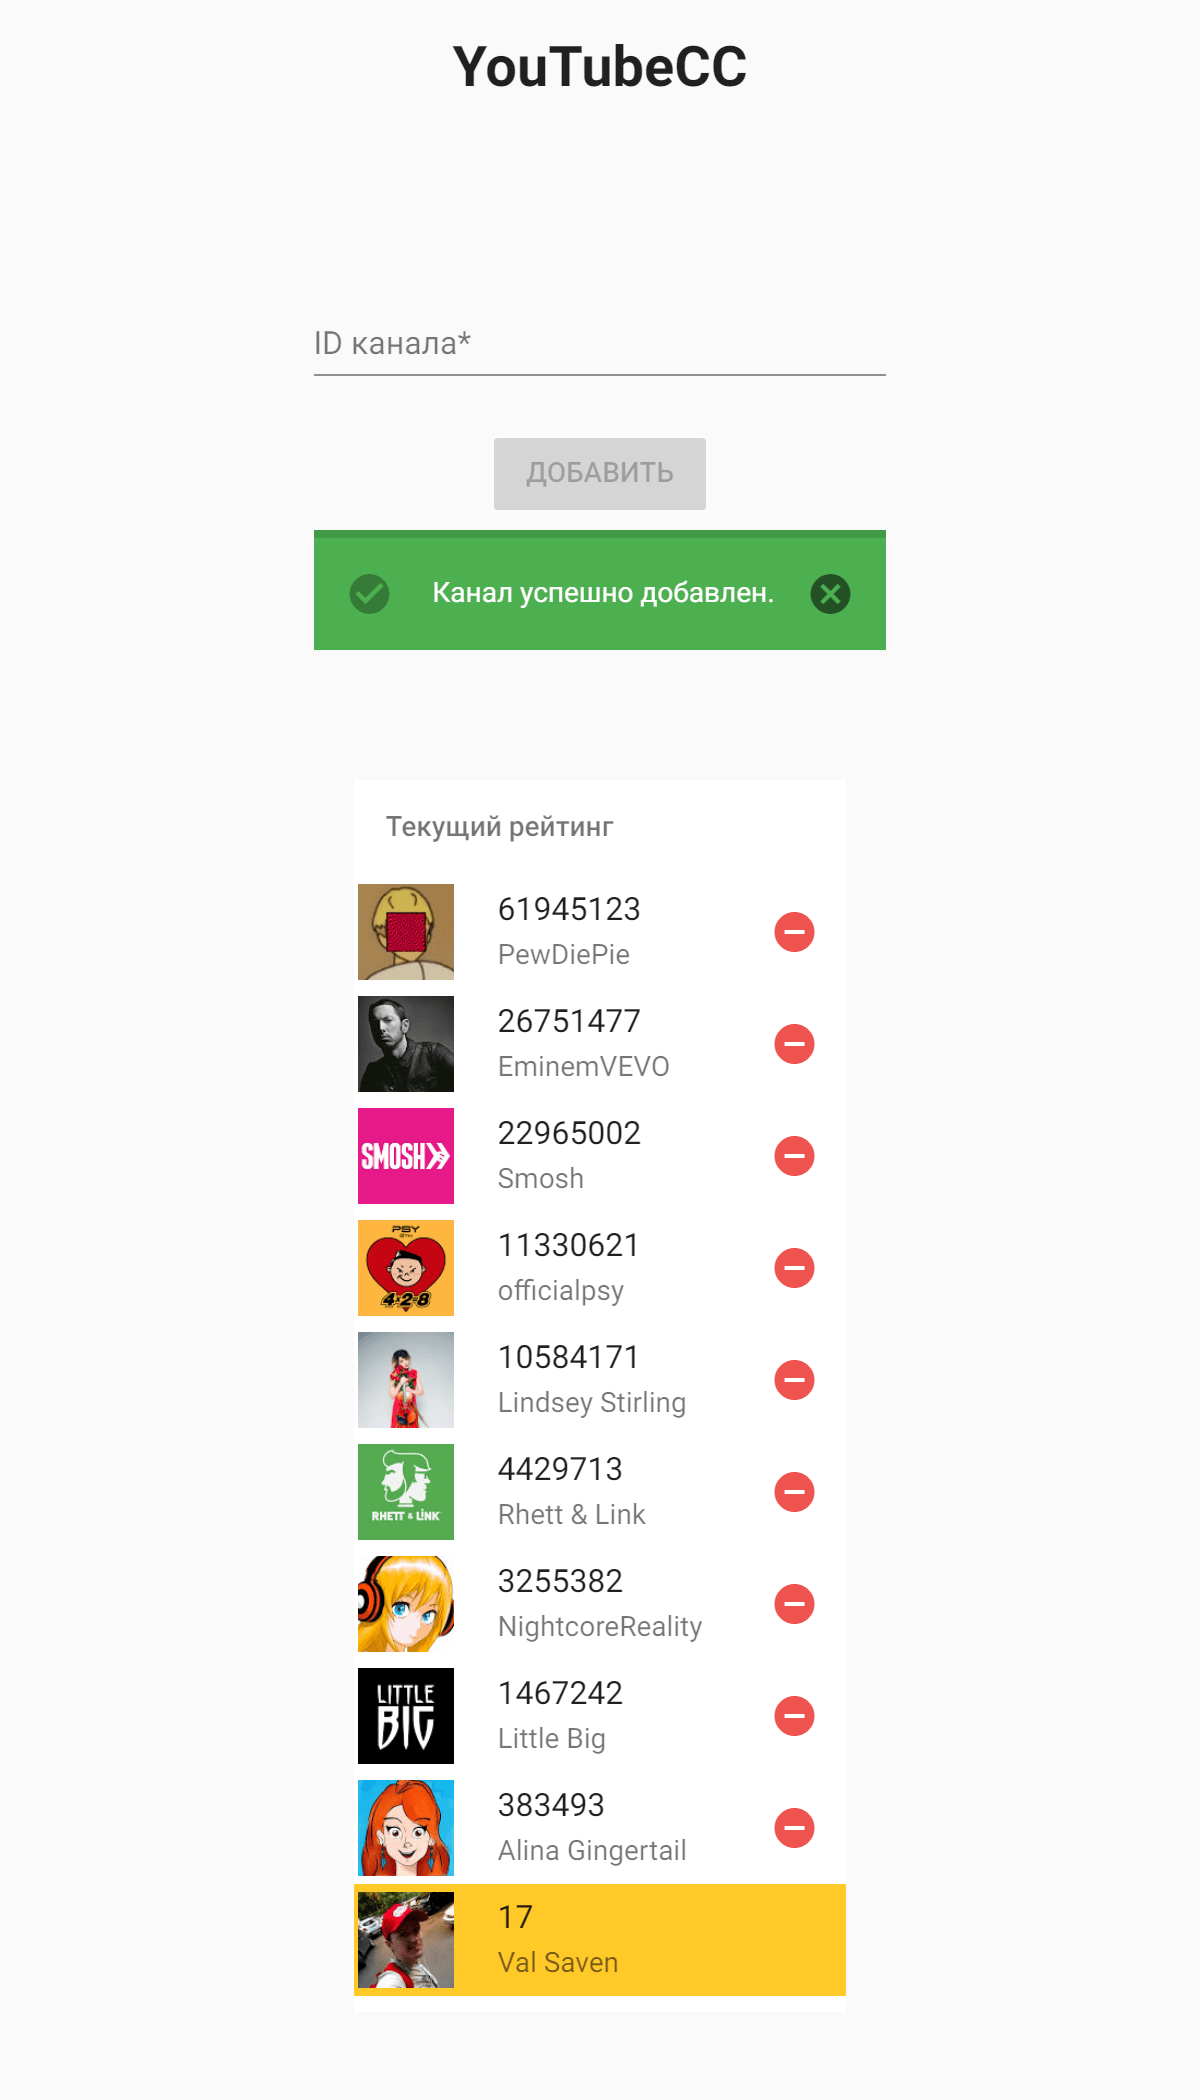 YouTubeCC
ID канала*
ДОБАВИТЬ
Канал успешно добавлен.
Текущий рейтинг
61945123
PewDiePie
26751477
EminemVEVO
SMOSH
22965002
Smosh
PSY
8TH
4×2=8
11330621
officialpsy
10584171
Lindsey Stirling
RHETT & LINK
4429713
Rhett & Link
3255382
NightcoreReality
LITTLE
BIG
1467242
Little Big
383493
Alina Gingertail
17
Val Saven